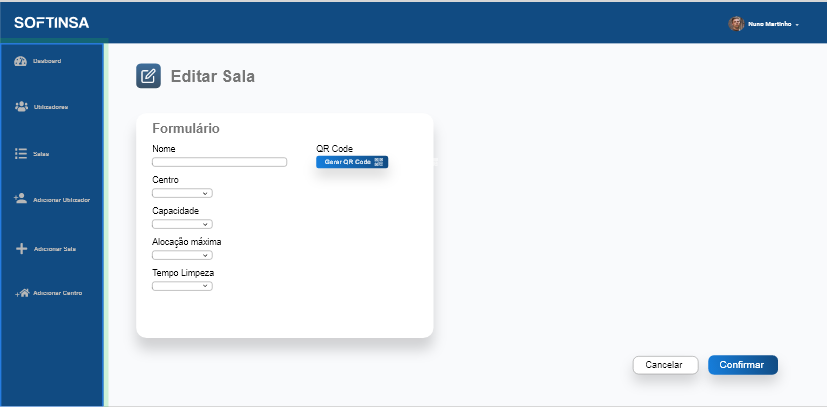 SOFTINSA
Nuno Martinho
Dasboard
Utilizadores
Salas
Adicionar Utilizador
Adicionar Sala
Adicionar Centro
Editar Sala
Formulário
Nome
QR Code
Gerar QR Code
Centro
Capacidade
Alocação máxima
Tempo Limpeza
Cancelar
Confirmar